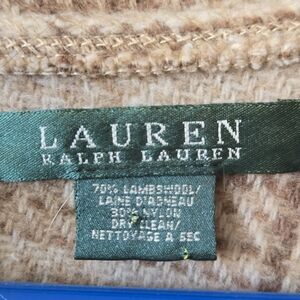 LAUREN
RALPH LAUREN
70% LAMBSWOOL/
LAINE D'AGNEAU
30% NYLON
DRY CLEAN/
NETTOYAGE A SEC